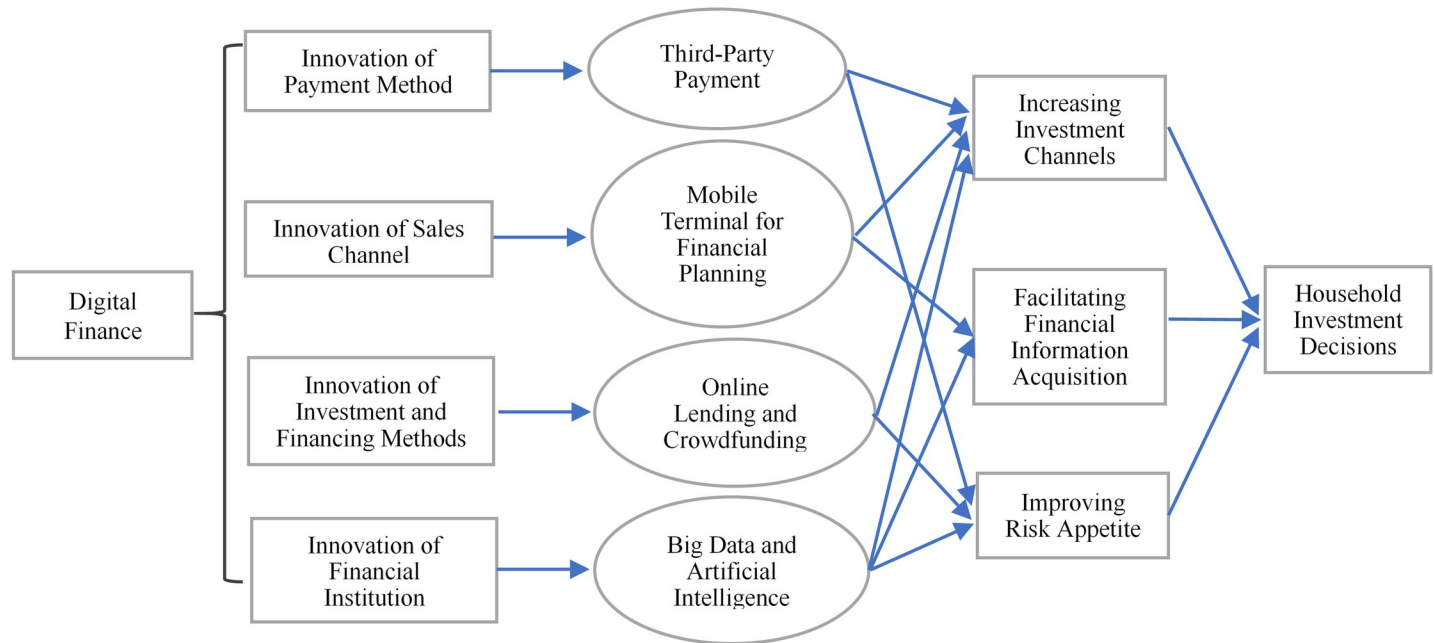 Digital
Finance
Innovation of
Payment Method
Innovation of Sales
Channel
Innovation of
Investment and
Financing Methods
Innovation of
Financial
Institution
Third-Party
Payment
Mobile
Terminal for
Financial
Planning
Online
Lending and
Crowdfunding
Big Data and
Artificial
Intelligence
Increasing
Investment
Channels
Facilitating
Financial
Information
Acquisition
Improving
Risk Appetite
Household
Investment
Decisions